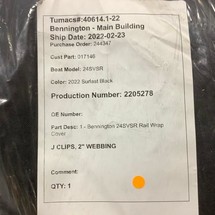 Tumacs#:40614.1-22
Bennington - Main Building
Ship Date: 2022-02-23
Purchase Order: 244347
Cust Part: 017146
Boat Model: 24SVSR
Color: 2022 Surlast Black
Production Number: 2205278
OE Number:
Part Desc: 1 - Bennington 24SVSR Rail Wrap
Cover
J CLIPS, 2" WEBBING
Comment:
QTY: 1